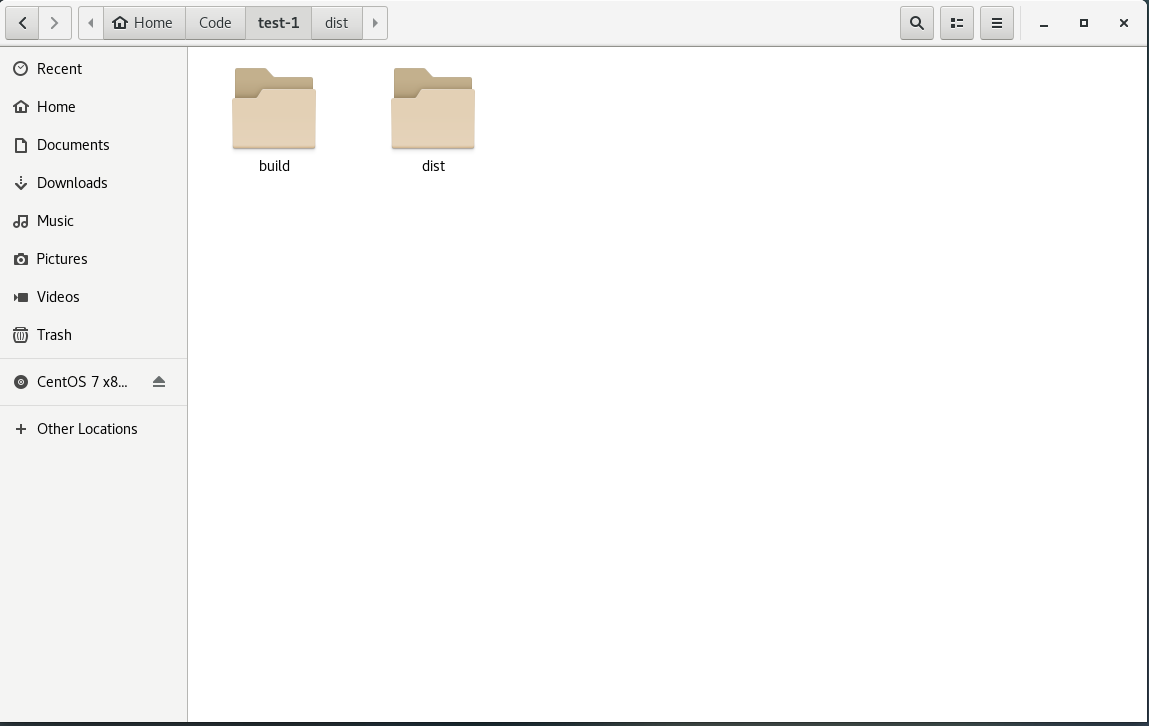 Home Code test-1 dist
Recent
Home
Documents
Downloads
Music
Pictures
Videos
Trash
CentOS 7 x8...
Other Locations
build dist